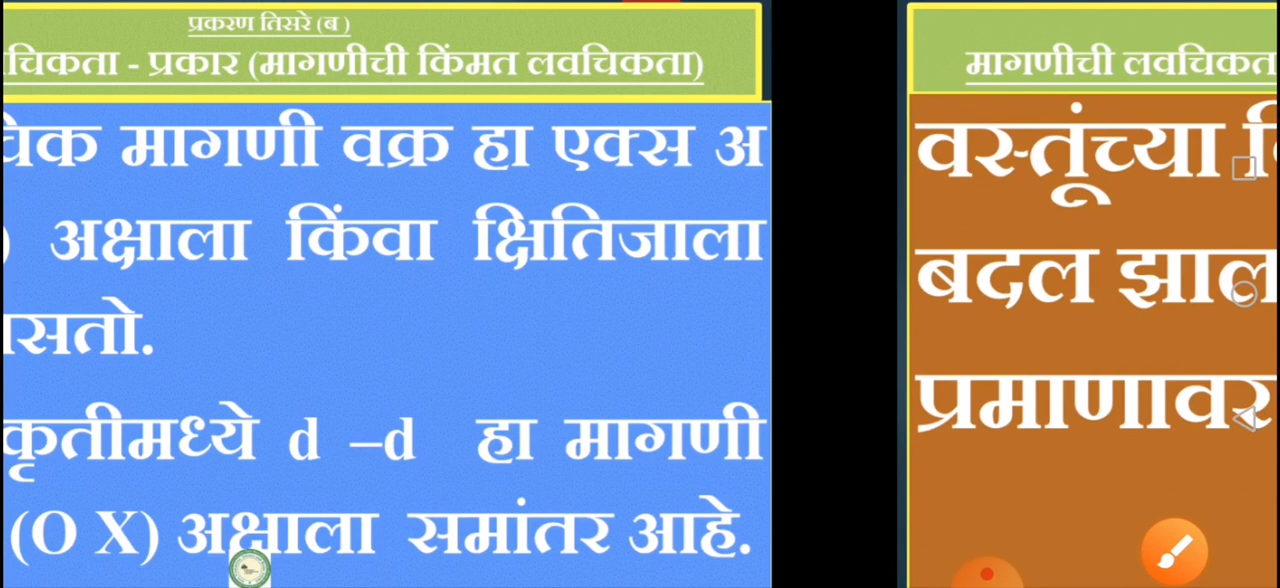 प्रकरण तिसरे (ब )
चिकता - प्रकार (मागणीची किंमत लवचिकता)
मागणी वक्र हा एक्स अ
) अक्षाला किंवा क्षितिजाला
सतो.
कृतीमध्ये d –d हा मागणी
(O X) अक्षाला समांतर आहे.
मागणीची लवचिकत
वस्तूंच्या
बदल झाल
प्रमाणावर